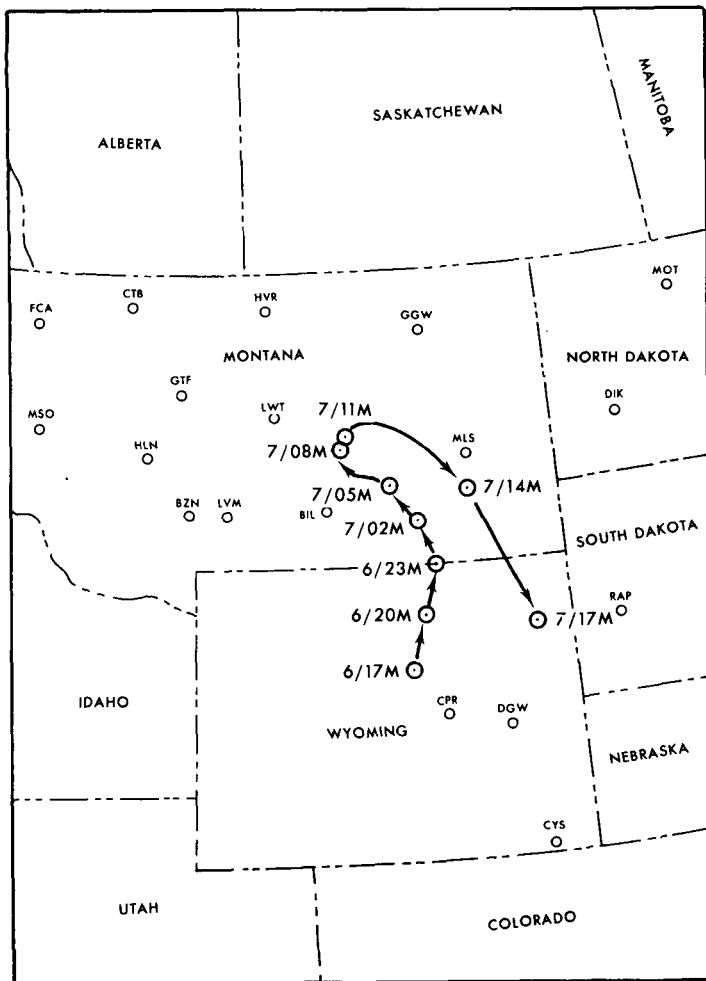 MANITOBA
SASKATCHEWAN
ALBERTA
MOT
CTB
HVR
FCA
GGW
MONTANA
NORTH DAKOTA
GTF
DIK
LWT
7/11M
MSO
HLN
7/08M
MLS
7/05M
7/14M
BZN
LVM
BIL
7/02M
SOUTH DAKOTA
6/23M
RAP
6/20M
7/17M
6/17M
IDAHO
CPR
DGW
WYOMING
NEBRASKA
CYS
UTAH
COLORADO